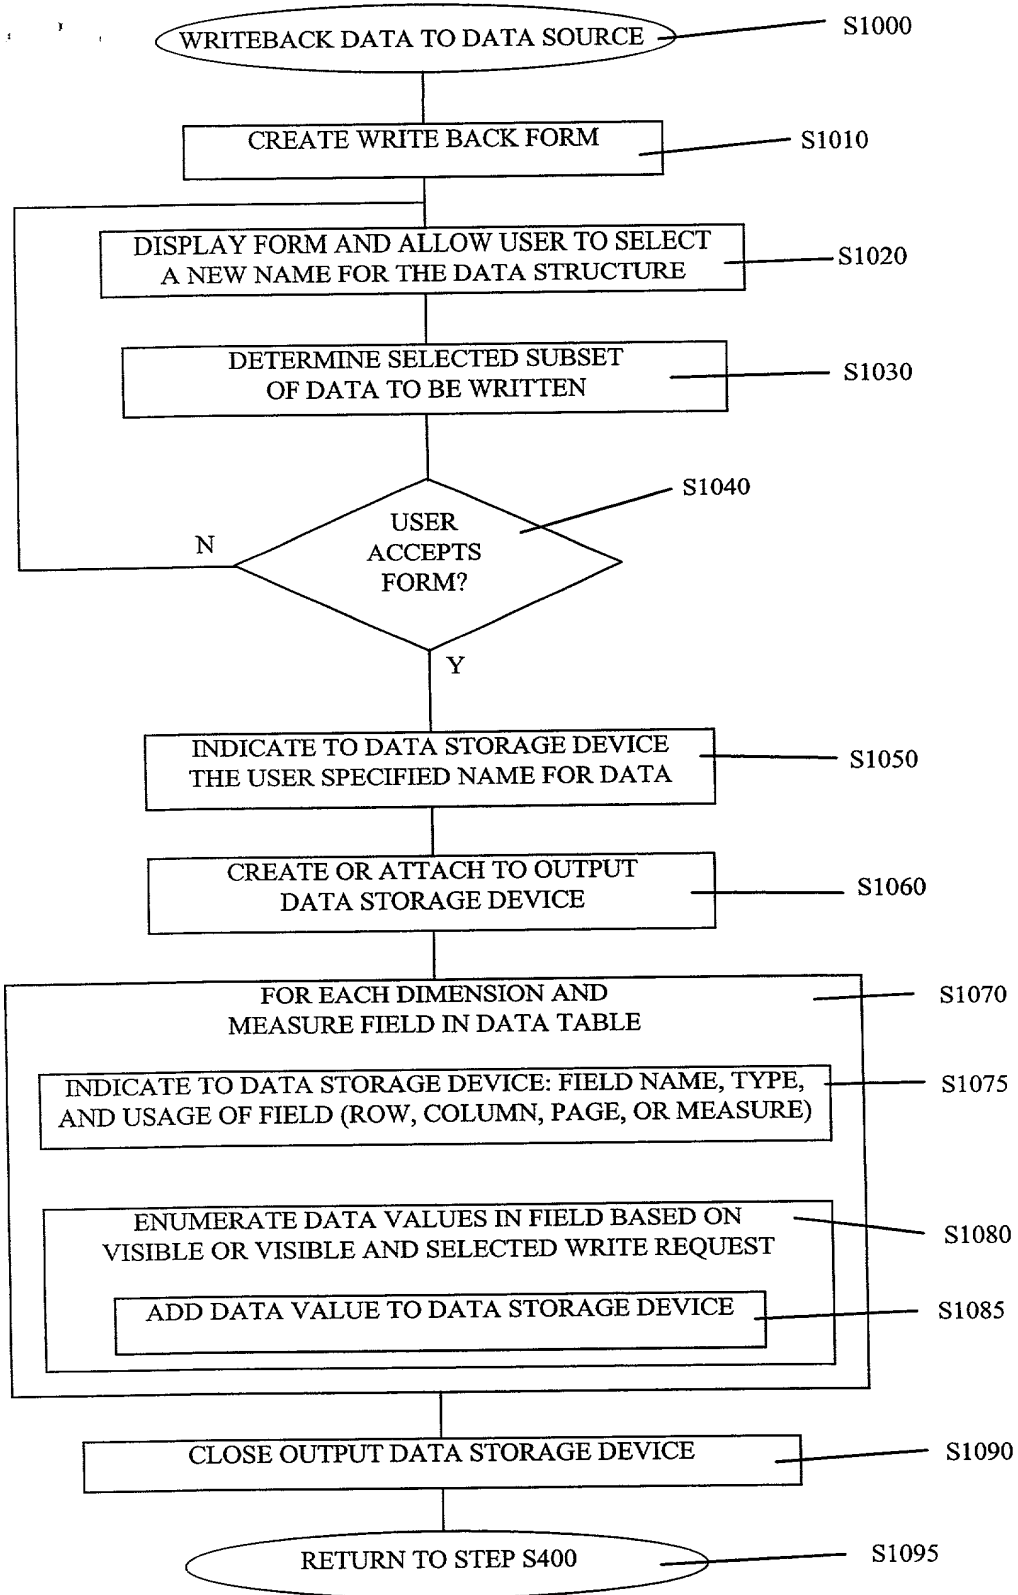 WRITEBACK DATA TO DATA SOURCE
S1000
CREATE WRITE BACK FORM
S1010
DISPLAY FORM AND ALLOW USER TO SELECT
A NEW NAME FOR THE DATA STRUCTURE
S1020
DETERMINE SELECTED SUBSET
OF DATA TO BE WRITTEN
S1030
USER
ACCEPTS
FORM?
S1040
N
Y
INDICATE TO DATA STORAGE DEVICE
THE USER SPECIFIED NAME FOR DATA
S1050
CREATE OR ATTACH TO OUTPUT
DATA STORAGE DEVICE
S1060
FOR EACH DIMENSION AND
MEASURE FIELD IN DATA TABLE
S1070
INDICATE TO DATA STORAGE DEVICE: FIELD NAME, TYPE,
AND USAGE OF FIELD (ROW, COLUMN, PAGE, OR MEASURE)
S1075
ENUMERATE DATA VALUES IN FIELD BASED ON
VISIBLE OR VISIBLE AND SELECTED WRITE REQUEST
S1080
ADD DATA VALUE TO DATA STORAGE DEVICE
S1085
CLOSE OUTPUT DATA STORAGE DEVICE
S1090
RETURN TO STEP S400
S1095